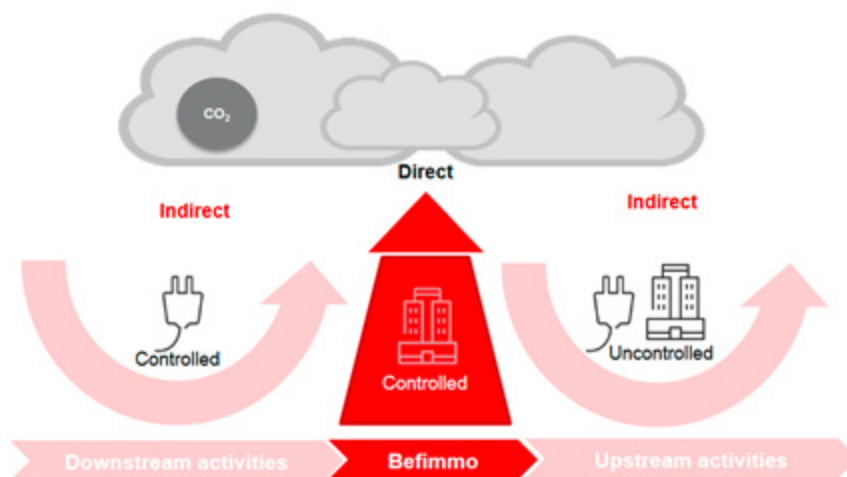 CO₂
Direct
Indirect
Indirect
Controlled
Controlled
Uncontrolled
Downstream activities
Befimmo
Upstream activities